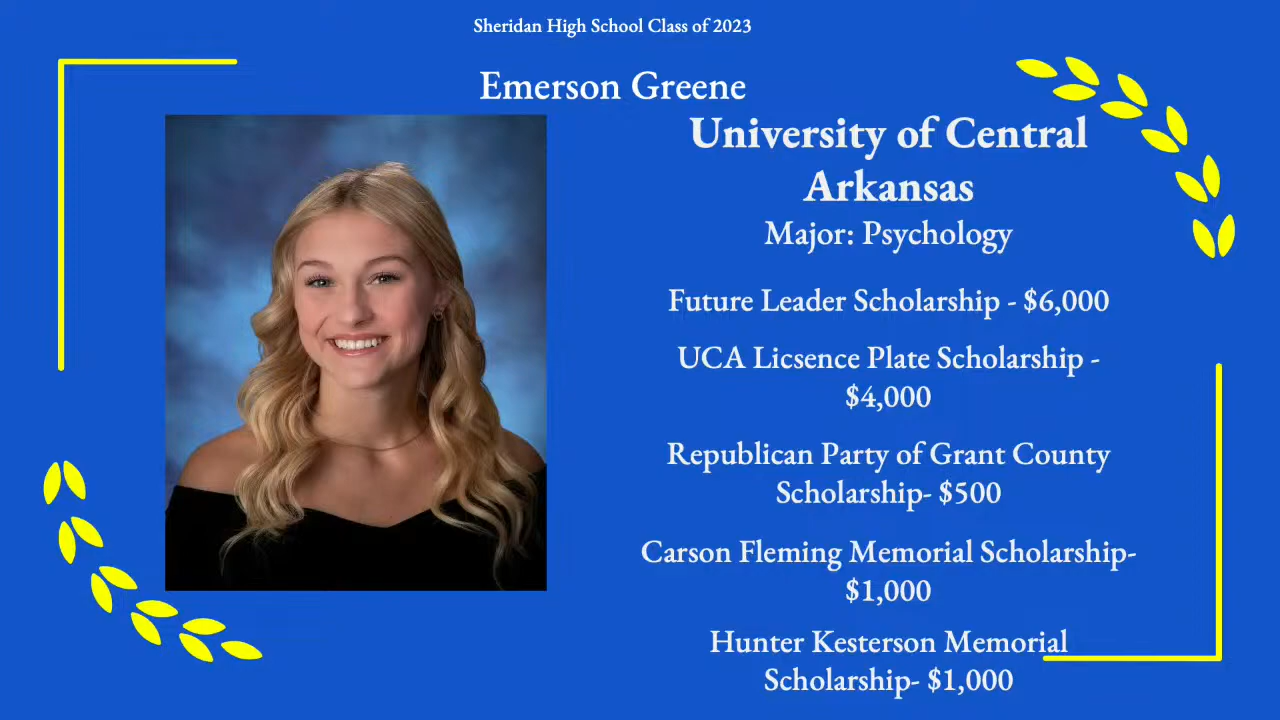 Sheridan High School Class of 2023
Emerson Greene
University of Central
Arkansas
Major: Psychology
Future Leader Scholarship - $6,000
UCA Licsence Plate Scholarship -
$4,000
Republican Party of Grant County
Scholarship- $500
Carson Fleming Memorial Scholarship-
$1,000
Hunter Kesterson Memorial
Scholarship- $1,000